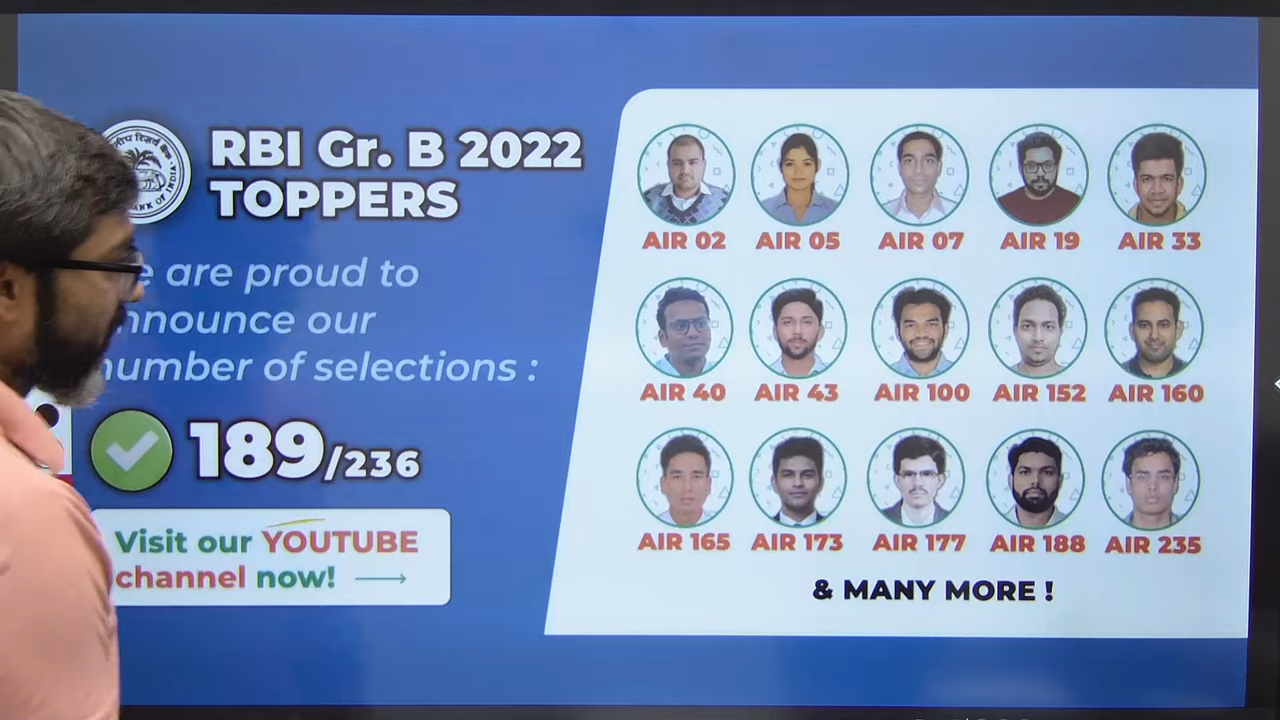 RBI Gr. B 2022
TOPPERS
are proud to
nnounce our
number of selections :
189/236
Visit our YOUTUBE
channel now!
AIR 02 AIR 05 AIR 07 AIR 19 AIR 33
AIR 40 AIR 43 AIR 100 AIR 152 AIR 160
AIR 165 AIR 173 AIR 177 AIR 188 AIR 235
& MANY MORE !